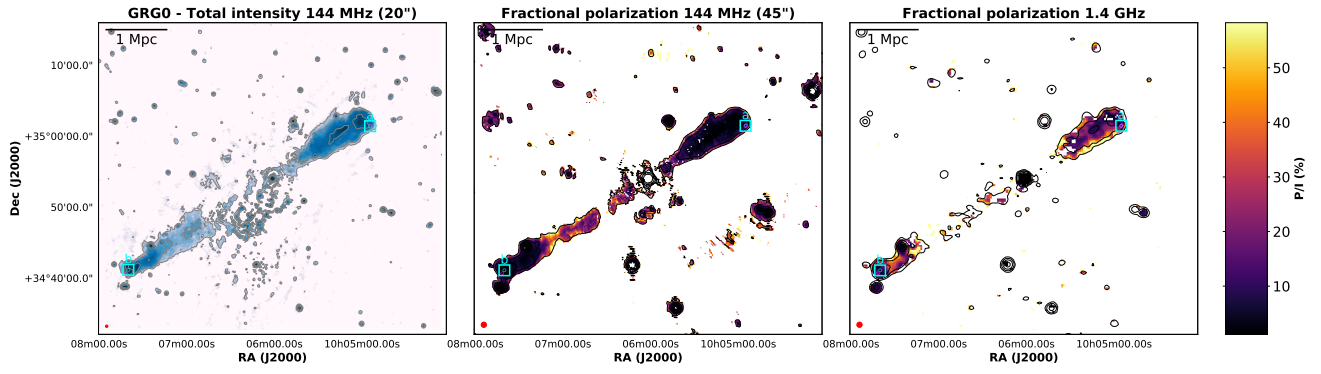 GRG0 - Total intensity 144 MHz (20")
Fractional polarization 144 MHz (45")
Fractional polarization 1.4 GHz
1 Mpc
1 Mpc
1 Mpc
10'00.0"
+35°00'00.0"
50'00.0"
+34°40'00.0"
Dec (J2000)
08m00.00s 07m00.00s 06m00.00s 10h05m00.00s
08m00.00s 07m00.00s 06m00.00s 10h05m00.00s
08m00.00s 07m00.00s 06m00.00s 10h05m00.00s
RA (J2000)
RA (J2000)
RA (J2000)
50
40
30
20
10
P/I (%)